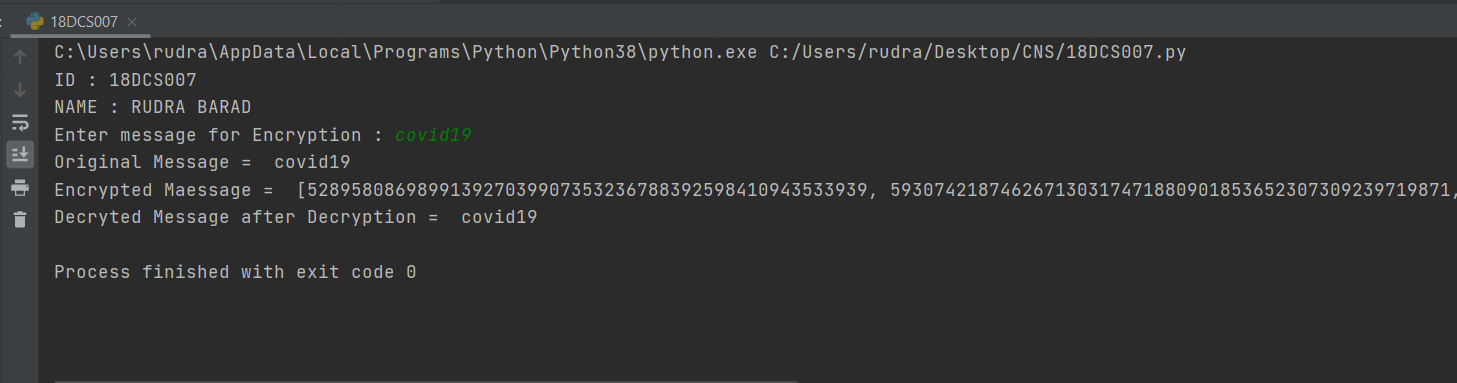 18DCS007
C:\Users\rudra\AppData\Local\Programs\Python\Python38\python.exe C:/Users/rudra/Desktop/CNS/18DCS007.py
ID : 18DCS007
NAME : RUDRA BARAD
Enter message for Encryption : covid19
Original Message =  covid19
Encrypted Maessage =  [528958086989913927039907353236788392598410943533939, 593074218746267130317471880901853652307309239719871,
Decryted Message after Decryption =  covid19
Process finished with exit code 0